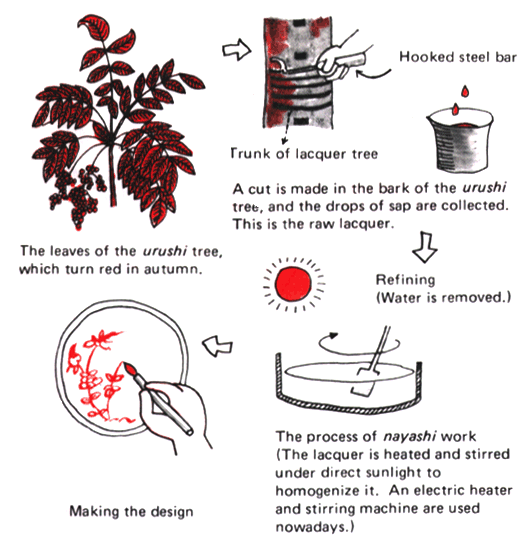 Hooked steel bar
Trunk of lacquer tree
A cut is made in the bark of the urushi
tree, and the drops of sap are collected.
This is the raw lacquer.
The leaves of the urushi tree,
which turn red in autumn.
Refining
(Water is removed.)
The process of nayashi work
(The lacquer is heated and stirred
under direct sunlight to
homogenize it. An electric heater
and stirring machine are used
nowadays.)
Making the design